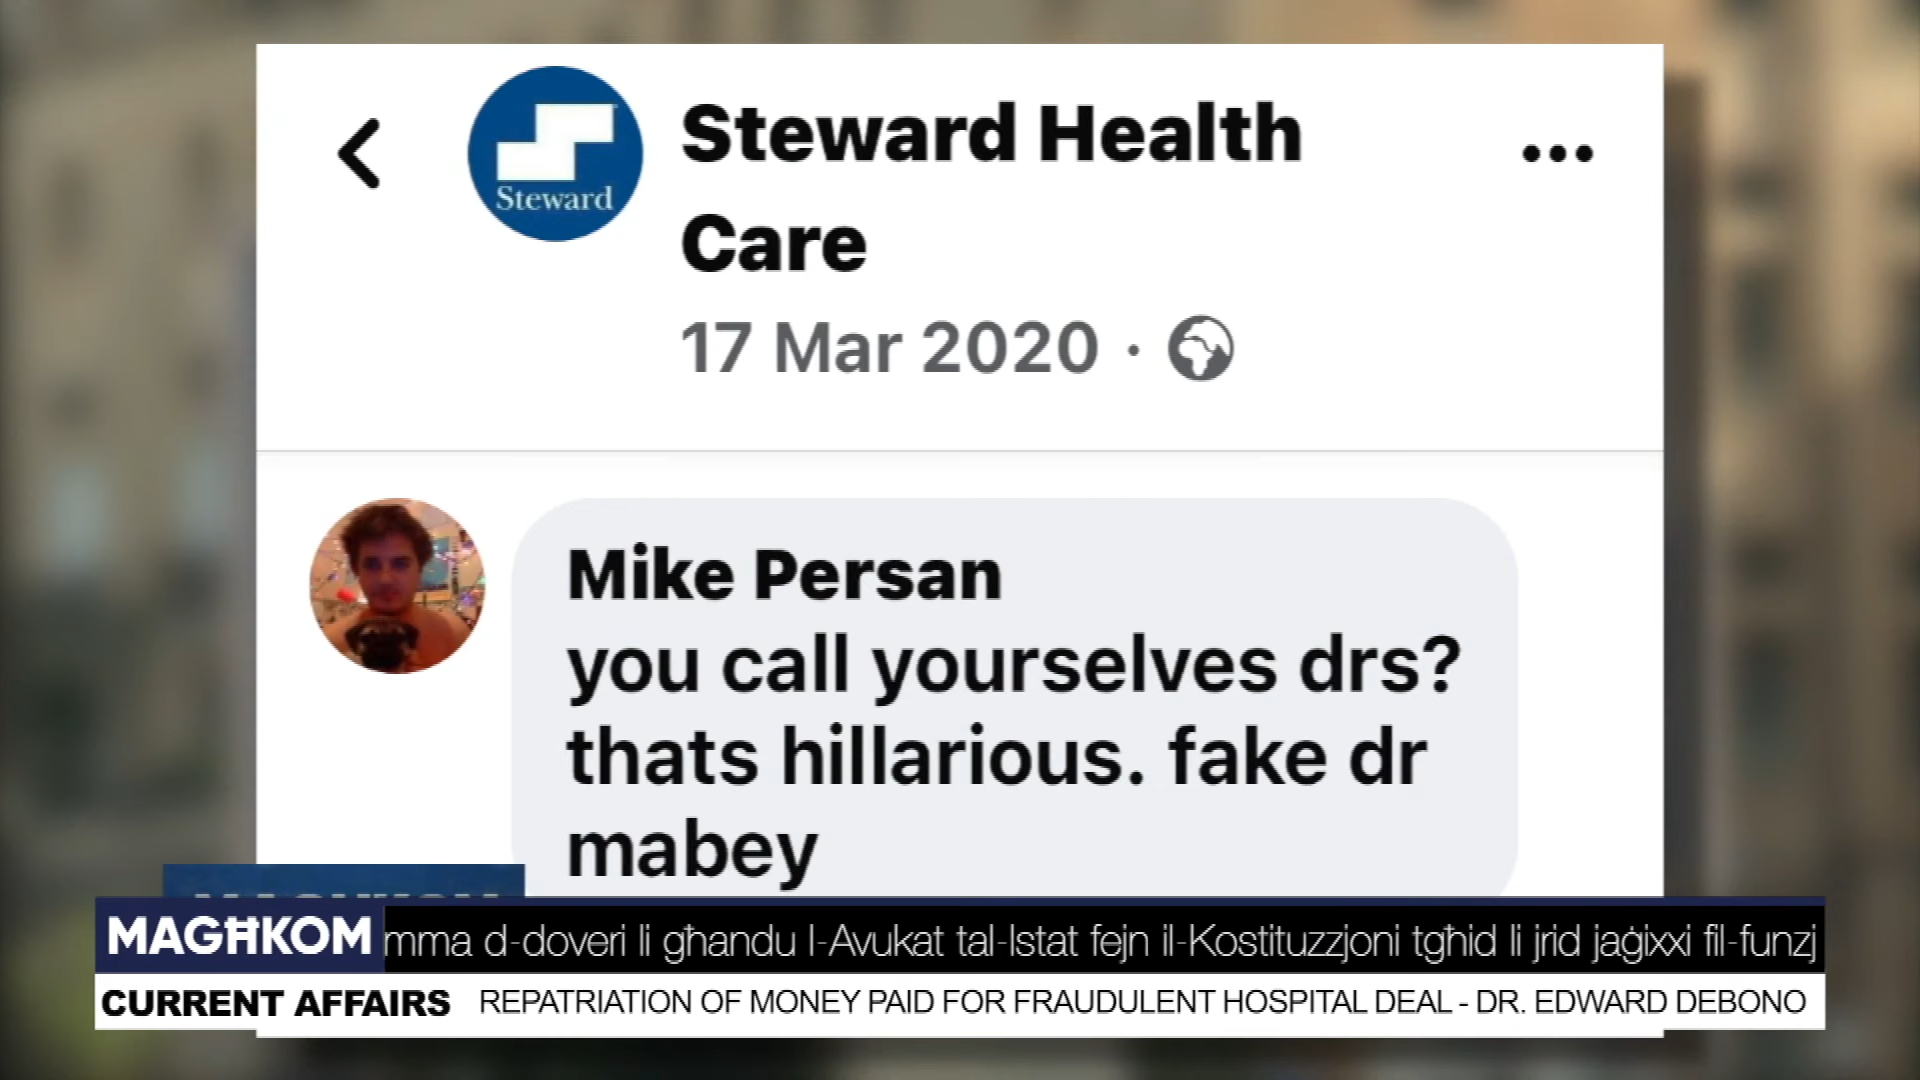 Steward Health
Care
Steward
17 Mar 2020 ·
Mike Persan
you call yourselves drs?
thats hillarious. fake dr
mabey
MAGĦKOM
mma d-doveri li għandu l-Avukat tal-Istat fejn il-Kostituzzjoni tgħid li jrid jaġixxi fil-funzj
CURRENT AFFAIRS REPATRIATION OF MONEY PAID FOR FRAUDULENT HOSPITAL DEAL - DR. EDWARD DEBONO